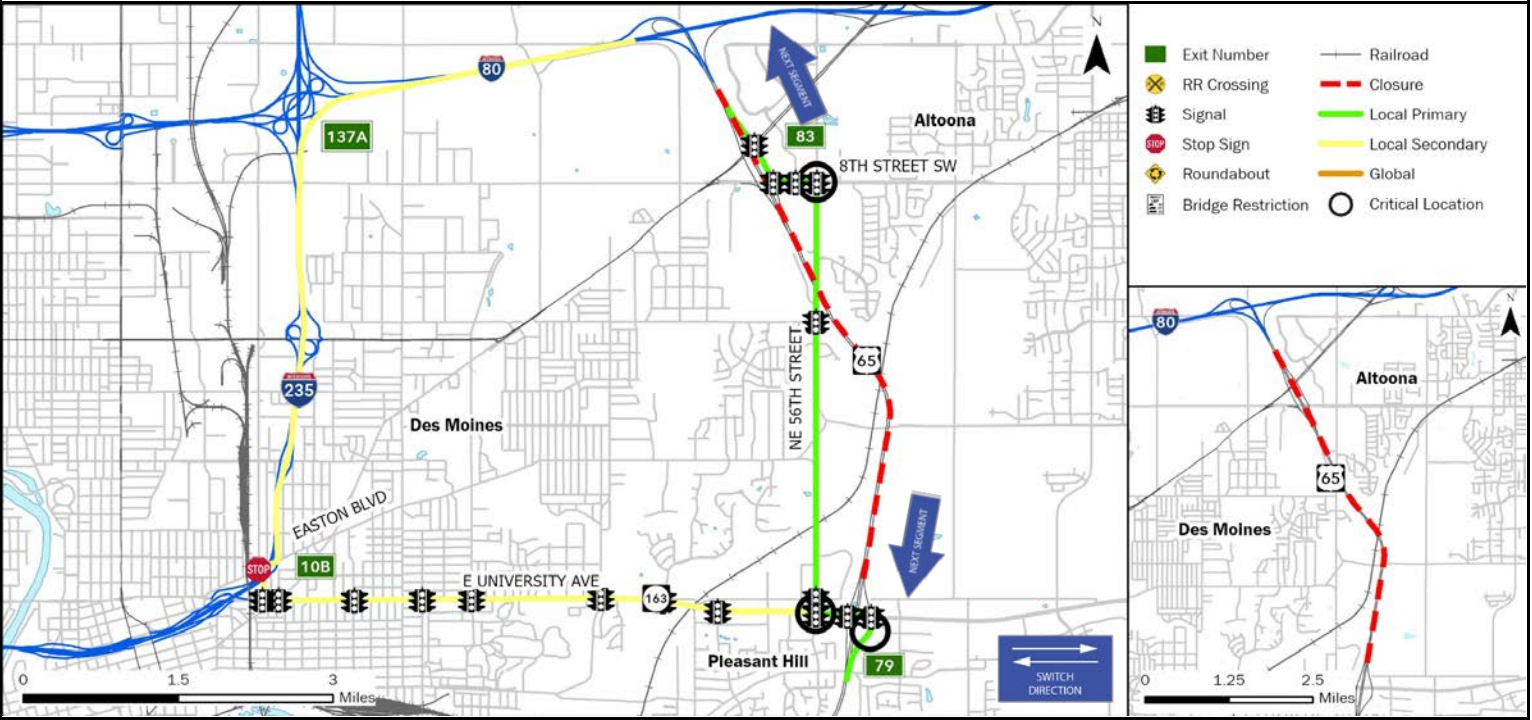 N
80
NEXT SEGMENT
137A
83
Altoona
8TH STREET SW
NE 56TH STREET
65
235
Des Moines
EASTON BLVD
NEXT SEGMENT
STOP
10B
E UNIVERSITY AVE
163
Pleasant Hill
79
SWITCH
DIRECTION
0 1.5 3
Miles
Exit Number
RR Crossing
Signal
STOP
Stop Sign
Roundabout
Bridge Restriction
Railroad
Closure
Local Primary
Local Secondary
Global
Critical Location
N
80
Altoona
65
Des Moines
0 1.25 2.5
Miles